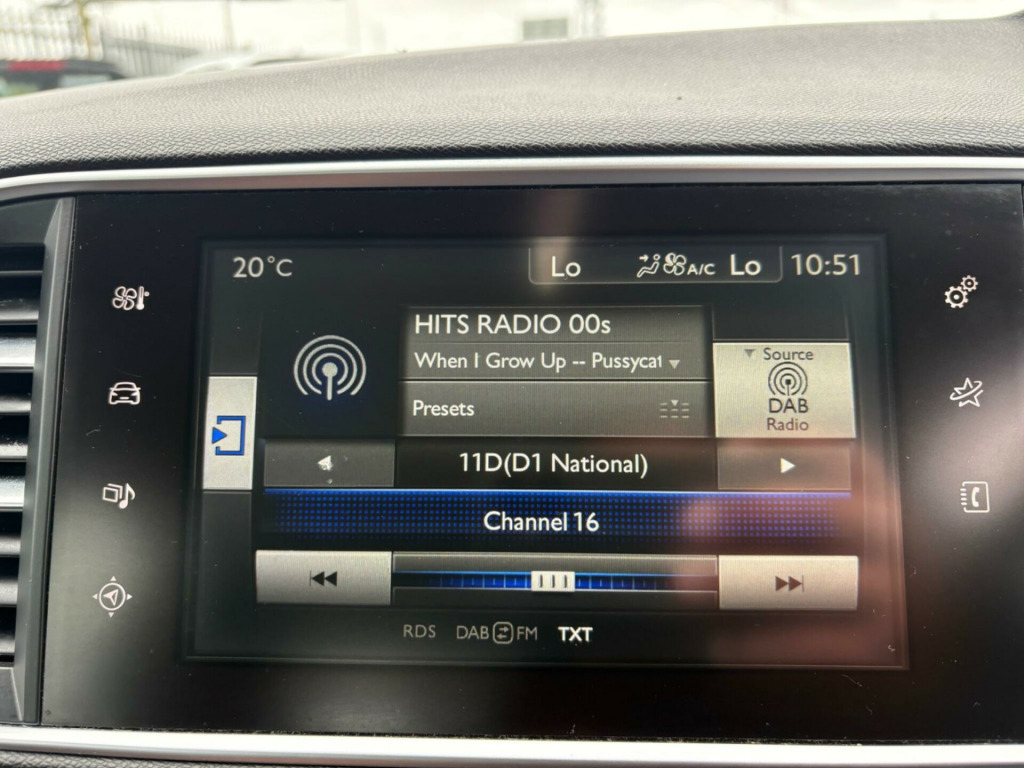 20°C
Lo
A/C Lo
10:51
HITS RADIO 00s
When I Grow Up -- Pussycat
Presets
Source
DAB
Radio
11D(D1 National)
Channel 16
RDS DAB FM TXT